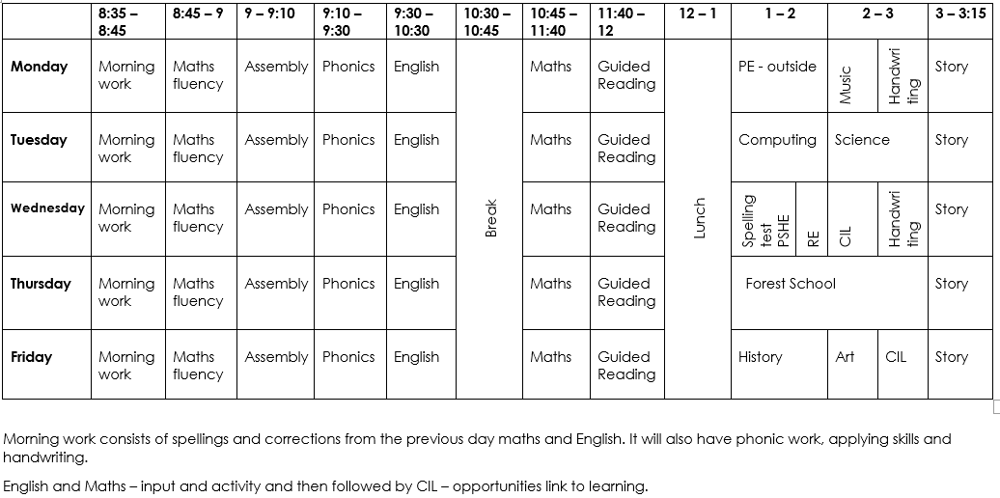 8:35 – 8:45 8:45 – 9 9 – 9:10 9:10 – 9:30 9:30 – 10:30 10:30 – 10:45 10:45 – 11:40 11:40 – 12 12 – 1 1 – 2 2 – 3 3 – 3:15
Monday Morning work Maths fluency Assembly Phonics English Break Maths Guided Reading Lunch PE - outside Music Handwriting Story
Tuesday Morning work Maths fluency Assembly Phonics English Maths Guided Reading Computing Science Story
Wednesday Morning work Maths fluency Assembly Phonics English Maths Guided Reading Spelling test PSHE RE CIL Handwriting Story
Thursday Morning work Maths fluency Assembly Phonics English Maths Guided Reading Forest School Story
Friday Morning work Maths fluency Assembly Phonics English Maths Guided Reading History Art CIL Story
Morning work consists of spellings and corrections from the previous day maths and English. It will also have phonic work, applying skills and
handwriting.
English and Maths – input and activity and then followed by CIL – opportunities link to learning.